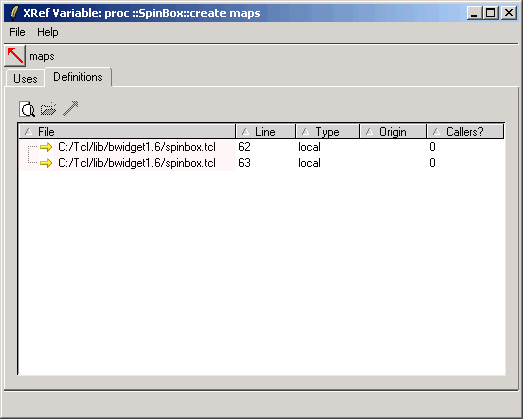 XRef Variable: proc ::SpinBox::create maps
File Help
maps
Uses Definitions
File Line Type Origin Callers?
C:/Tcl/lib/bwidget1.6/spinbox.tcl 62 local 0
C:/Tcl/lib/bwidget1.6/spinbox.tcl 63 local 0